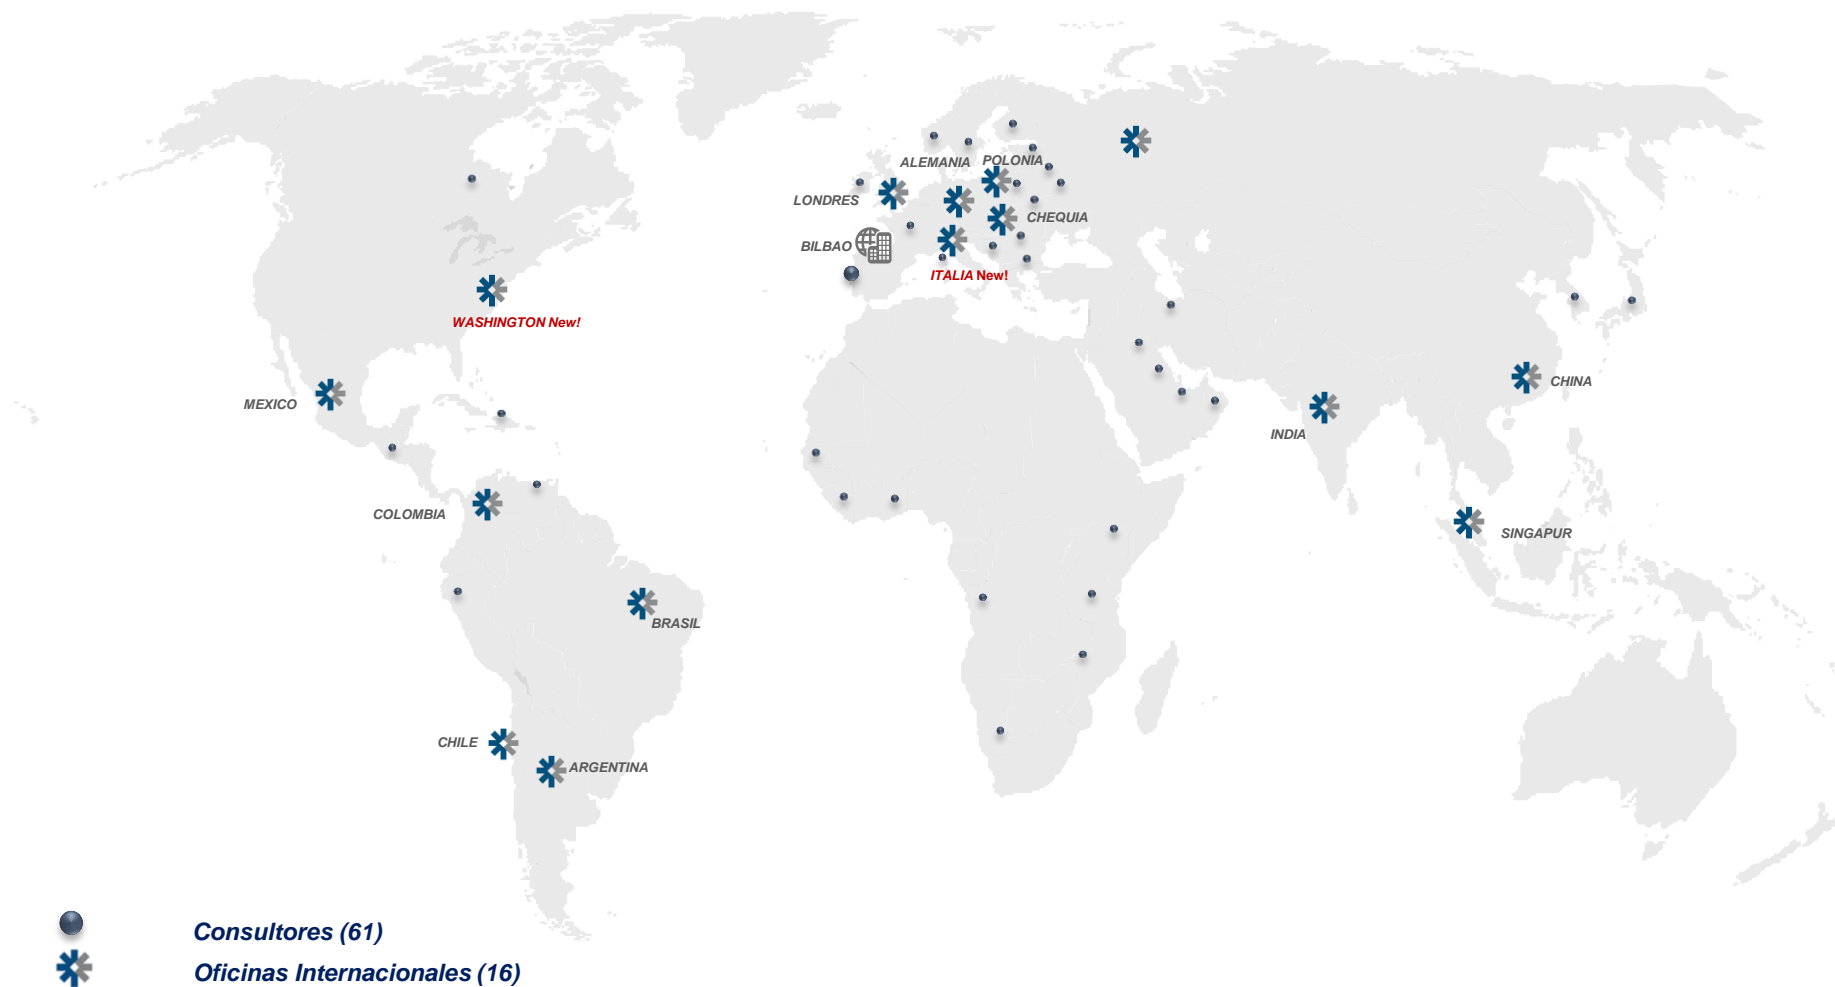 ALEMANIA
POLONIA
LONDRES
CHEQUIA
BILBAO
ITALIA New!
WASHINGTON New!
MEXICO
CHINA
INDIA
COLOMBIA
SINGAPUR
BRASIL
CHILE
ARGENTINA
Consultores (61)
Oficinas Internacionales (16)